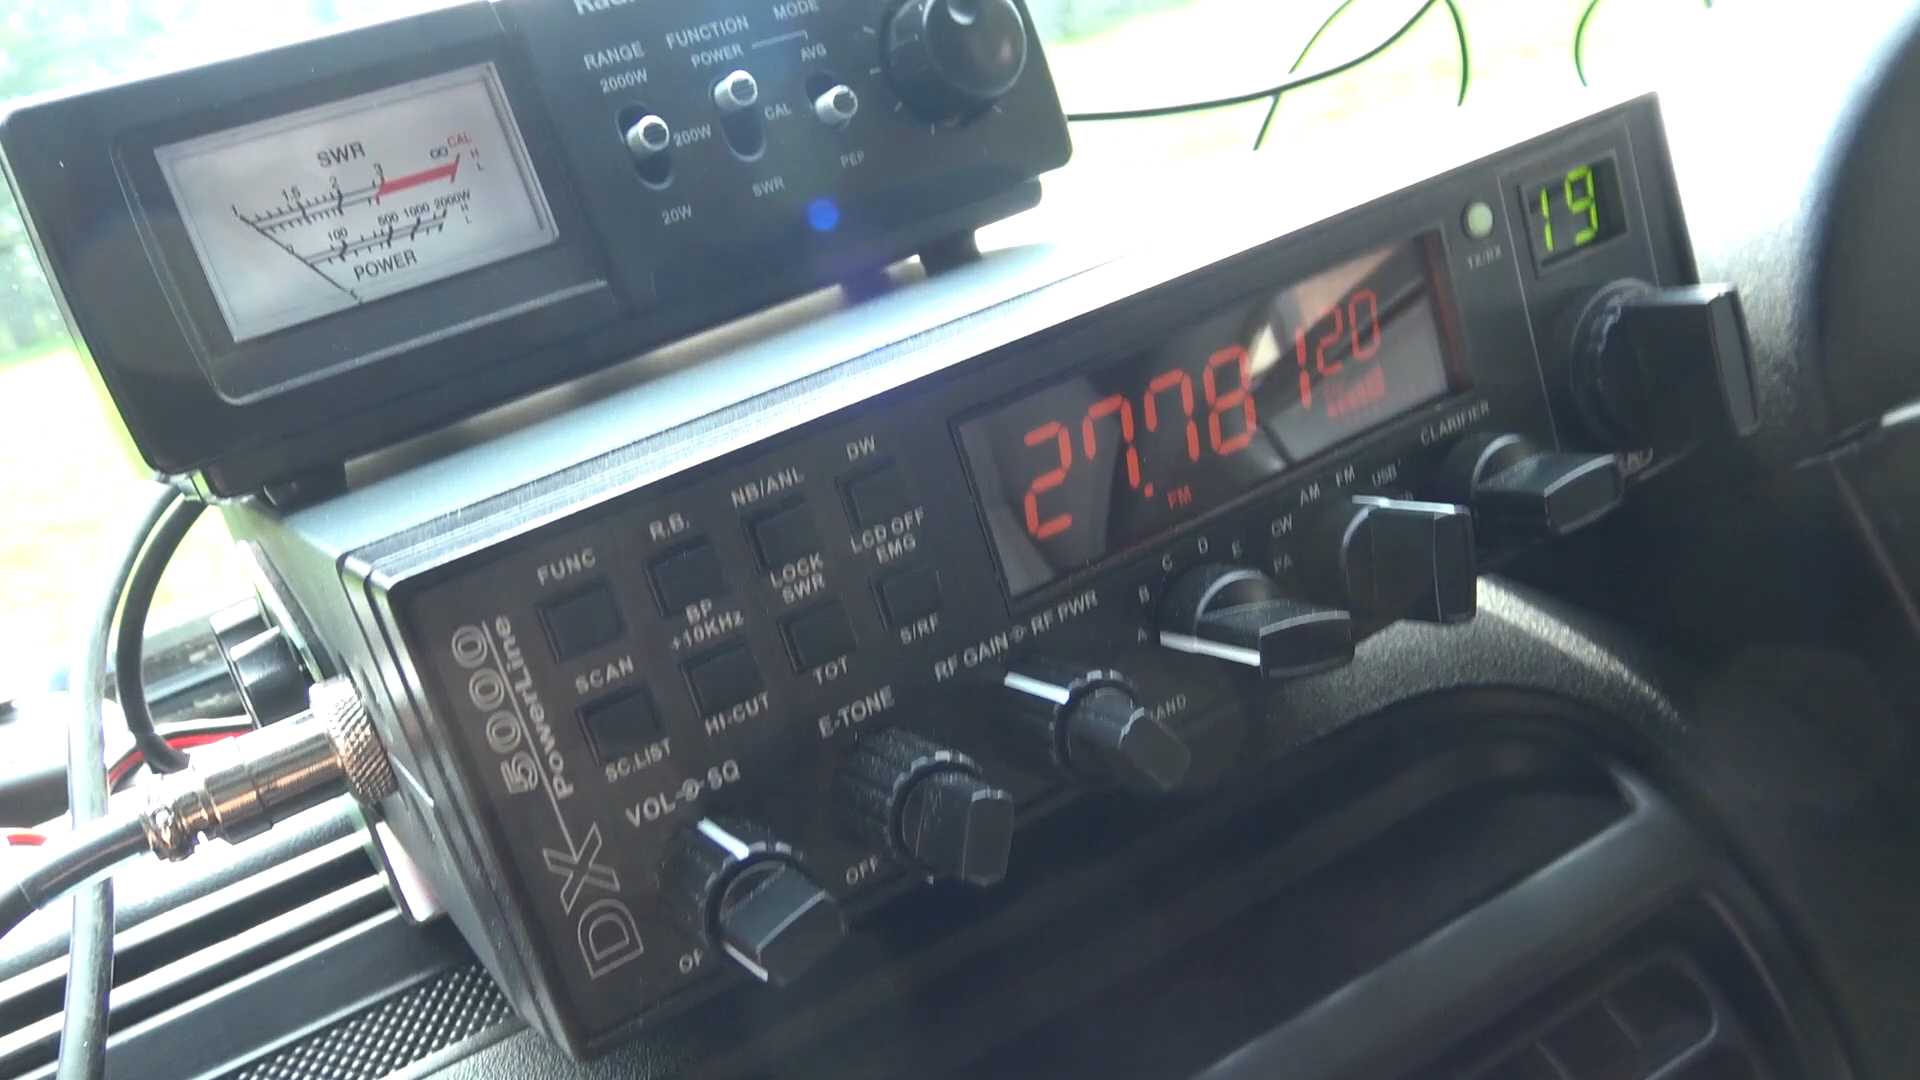 RANGE
FUNCTION
MODE
2000W
POWER
AVG
200W
CAL
20W
SWR
PEP
SWR
1 1.5 2 3 ∞ CAL
H
L
100 500 1000 2000W
H
L
POWER
19
TX/RX
27.781 120
FM
CLARIFIER
DX 5000
PowerLine
FUNC
R.B.
NB/ANL
DW
SCAN
BP
+10KHz
LOCK
SWR
LCD OFF
EMG
SC.LIST
HI-CUT
TOT
S/RF
VOL SQ
E-TONE
RF GAIN RF PWR
OFF
A B C D E
PA CW AM FM USB